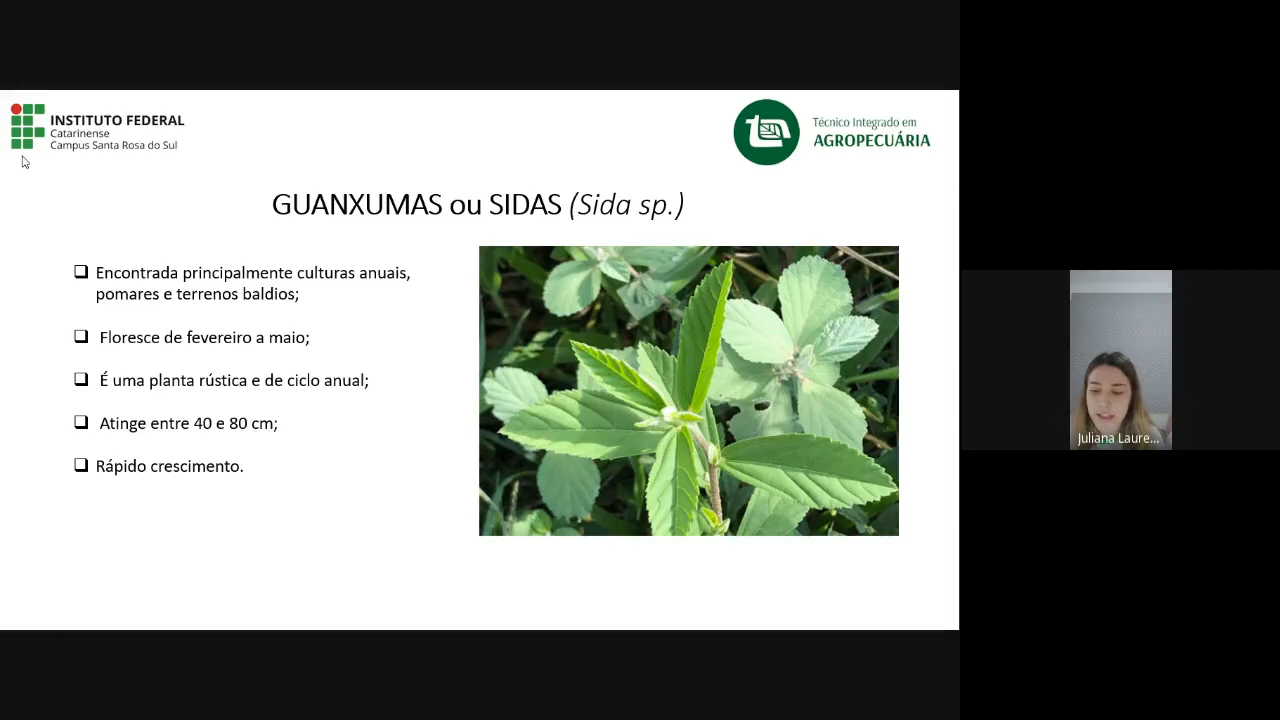 INSTITUTO FEDERAL
Catarinense
Campus Santa Rosa do Sul
Técnico Integrado em
AGROPECUÁRIA
GUANXUMAS ou SIDAS (Sida sp.)
Encontrada principalmente culturas anuais,
pomares e terrenos baldios;
Floresce de fevereiro a maio;
É uma planta rústica e de ciclo anual;
Atinge entre 40 e 80 cm;
Rápido crescimento.
Juliana Laure...